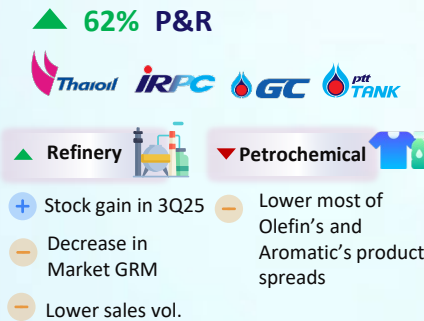 62% P&R
Thaioil IRPC GC ptt TANK
Refinery
Stock gain in 3Q25
Decrease in
Market GRM
Lower sales vol.
Petrochemical
Lower most of
Olefin's and
Aromatic's product
spreads